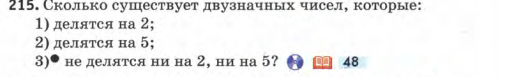 215. Сколько существует двузначных чисел, которые:
1) делятся на 2;
2) делятся на 5;
3)● не делятся ни на 2, ни на 5? 48